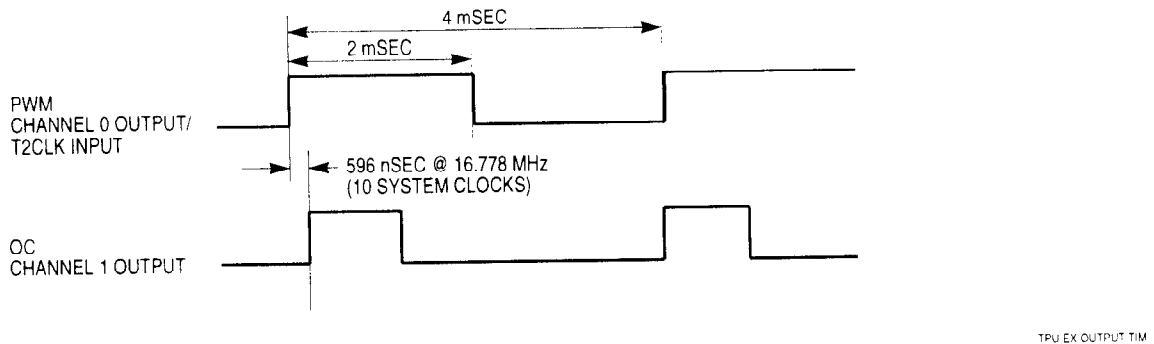 4 mSEC
2 mSEC
PWM
CHANNEL 0 OUTPUT/
T2CLK INPUT
596 nSEC @ 16.778 MHz
(10 SYSTEM CLOCKS)
OC
CHANNEL 1 OUTPUT
TPU EX OUTPUT TIM